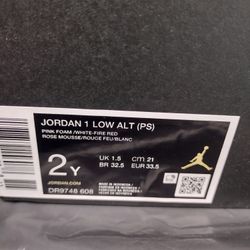 JORDAN 1 LOW ALT (PS)
PINK FOAM /WHITE-FIRE RED
ROSE MOUSSE/ROUGE FEU/BLANC
2Y
UK 1.5
CM 21
BR 32.5
EUR 33.5
JORDAN.COM
DR9748 608